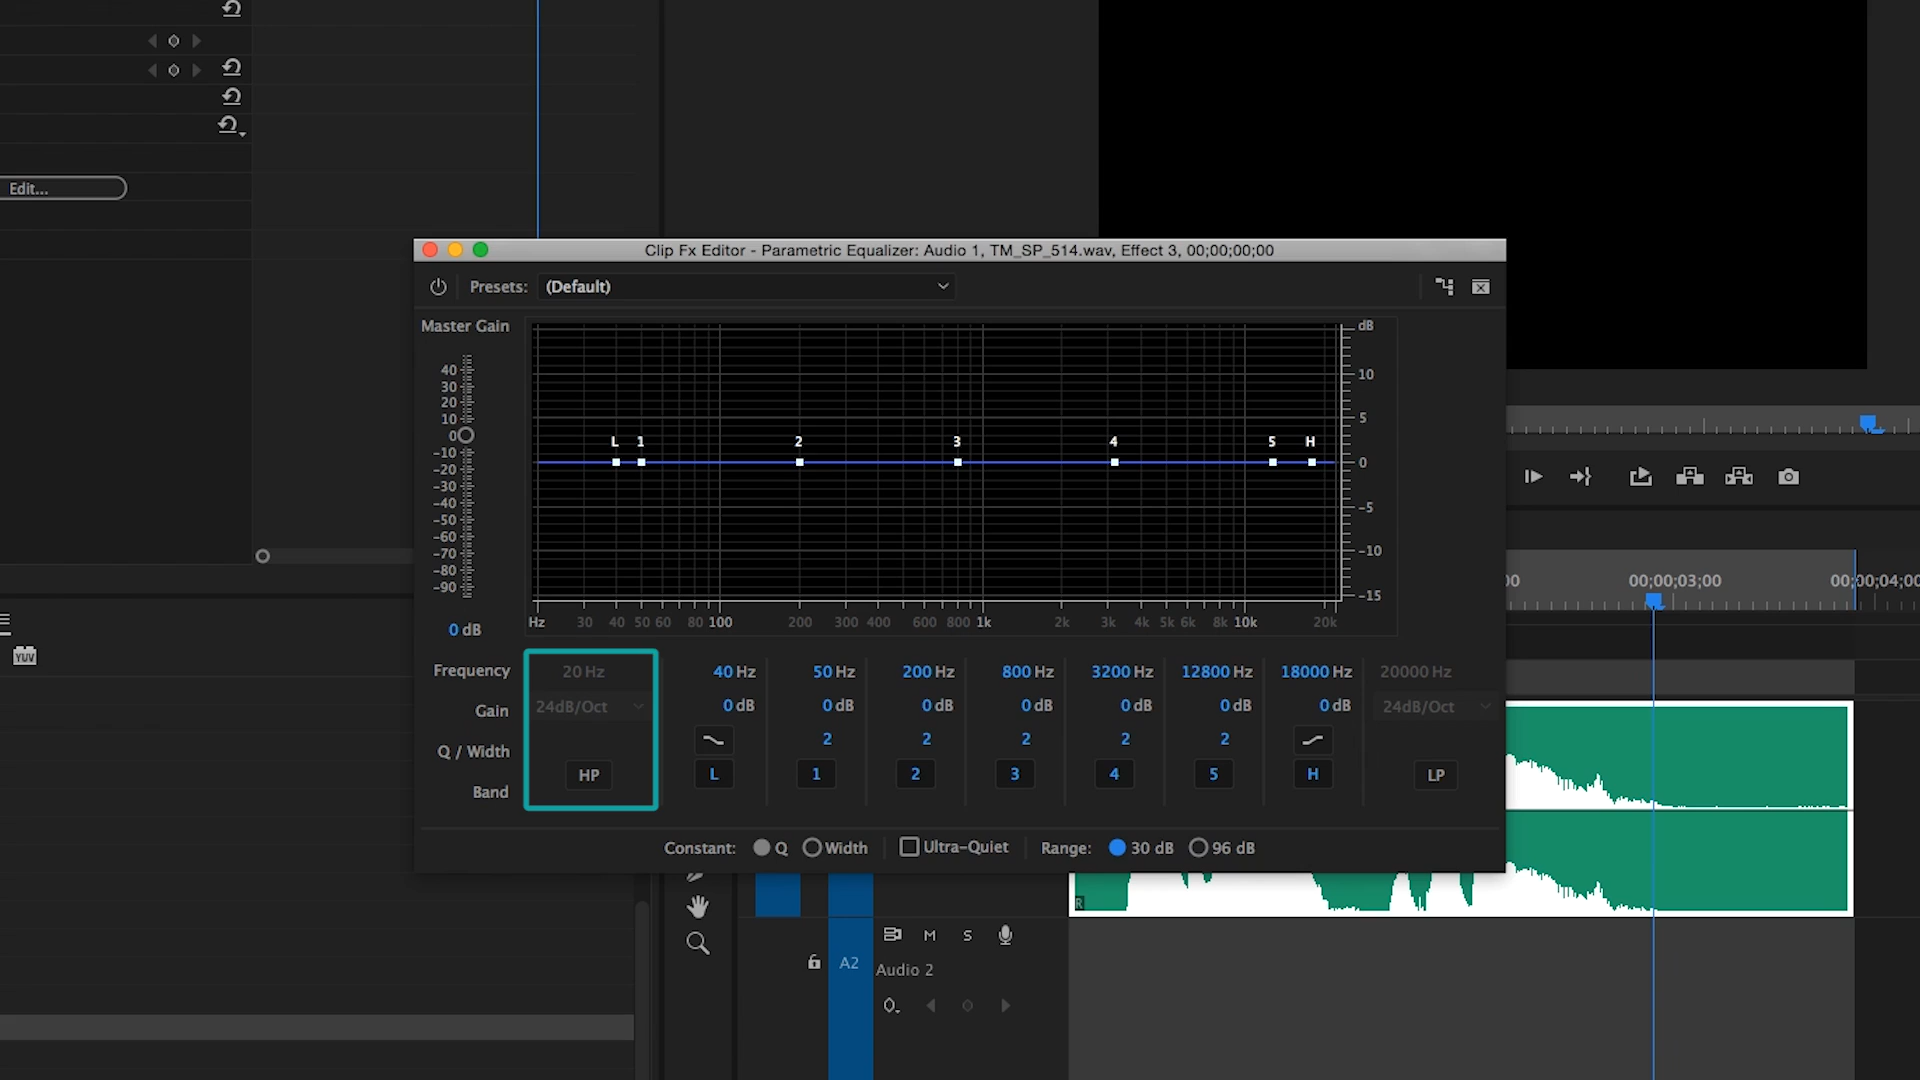 Edit...
Clip Fx Editor - Parametric Equalizer: Audio 1, TM_SP_514.wav, Effect 3, 00;00;00;00
Presets: (Default)
Master Gain
dB
40
30
20
10
0
-10
-20
-30
-40
-50
-60
-70
-80
-90
0 dB
L 1 2 3 4 5 H
10
5
0
-5
-10
-15
Hz 30 40 50 60 80 100 200 300 400 600 800 1k 2k 3k 4k 5k 6k 8k 10k 20k
00;00;03;00
00;00;04;00
YUV
Frequency 20 Hz 40 Hz 50 Hz 200 Hz 800 Hz 3200 Hz 12800 Hz 18000 Hz 20000 Hz
Gain 24dB/Oct 0 dB 0 dB 0 dB 0 dB 0 dB 0 dB 0 dB 24dB/Oct
Q / Width 2 2 2 2 2
Band HP L 1 2 3 4 5 H LP
Constant: Q Width Ultra-Quiet Range: 30 dB 96 dB
R
M S
A2 Audio 2